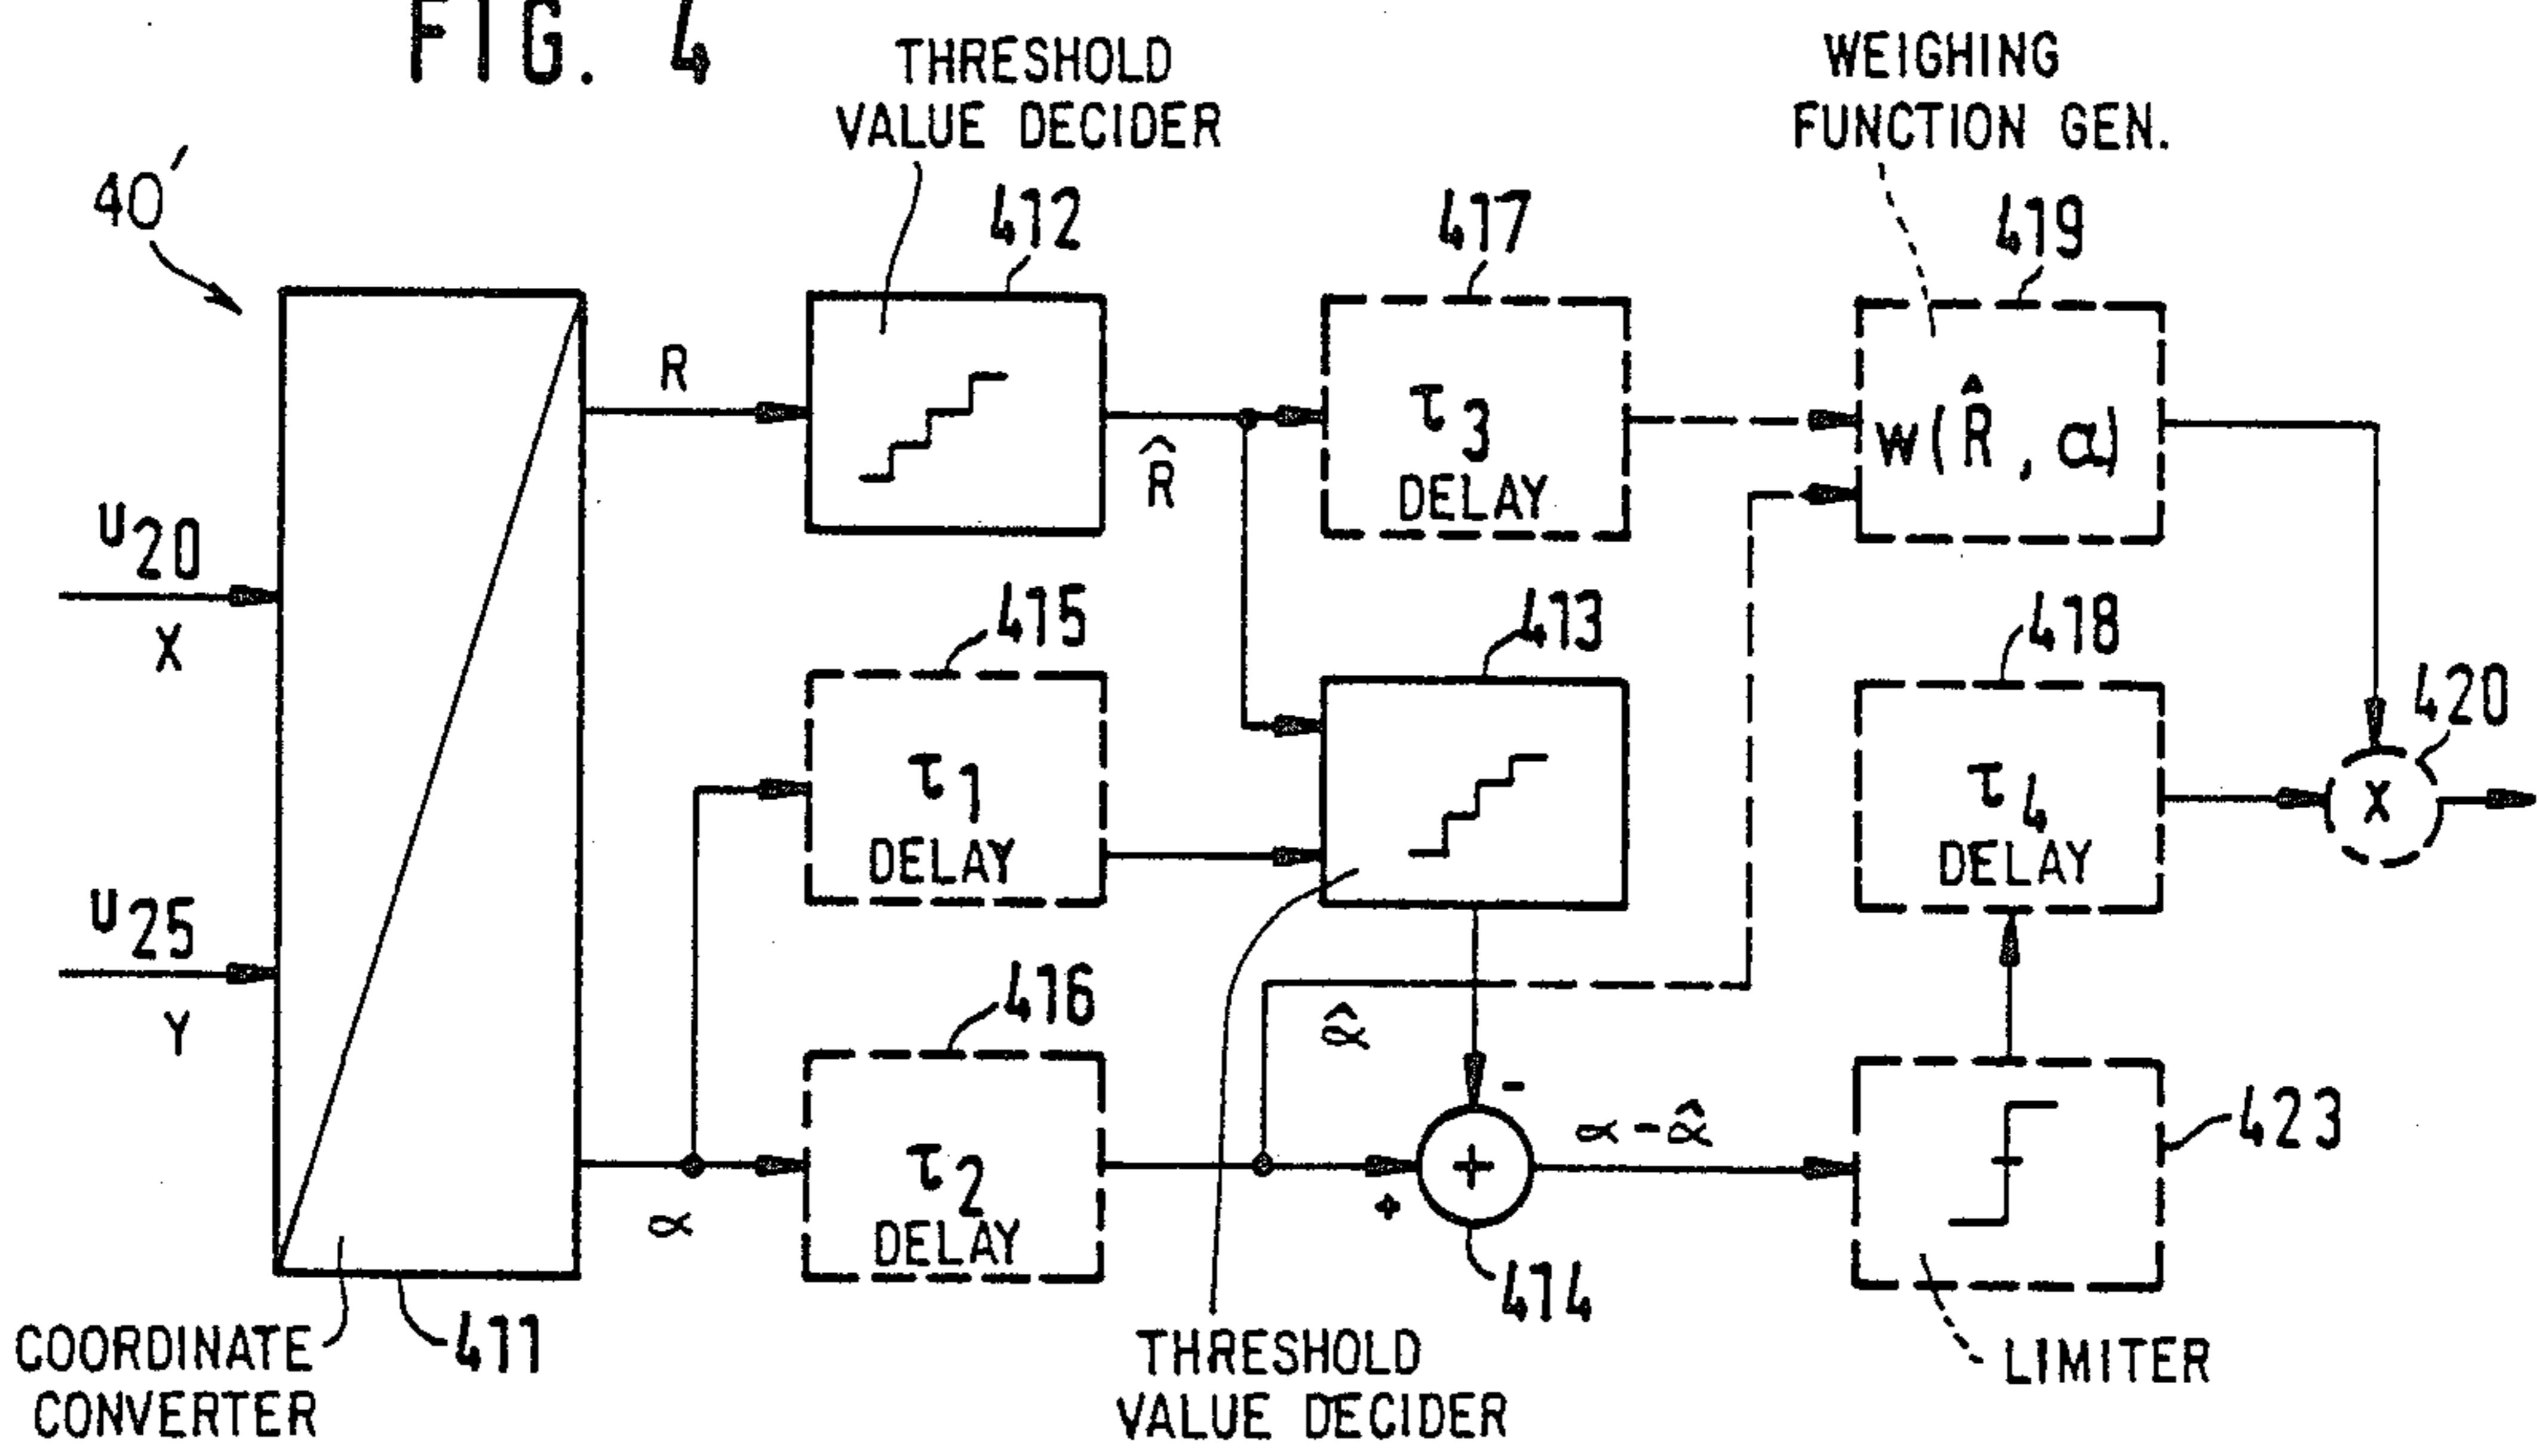 FIG. 4
THRESHOLD
VALUE DECIDER
WEIGHING
FUNCTION GEN.
40'
412
417
419
R
R̂
τ3
DELAY
w(R̂, α)
U20
X
415
413
418
420
τ1
DELAY
τ4
DELAY
X
U25
Y
416
α̂
-
τ2
DELAY
α
+
+
α-α̂
423
414
COORDINATE
CONVERTER
411
THRESHOLD
VALUE DECIDER
LIMITER